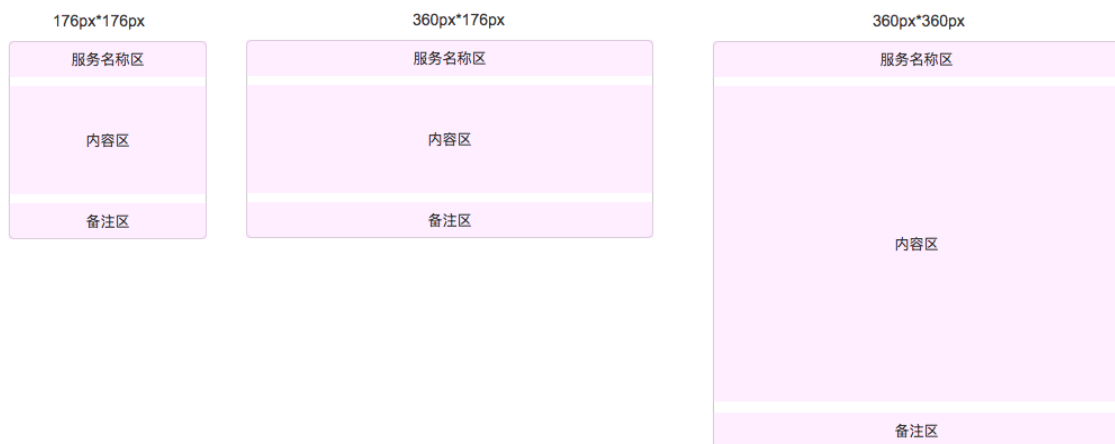 176px*176px
服务名称区
内容区
备注区
360px*176px
服务名称区
内容区
备注区
360px*360px
服务名称区
内容区
备注区